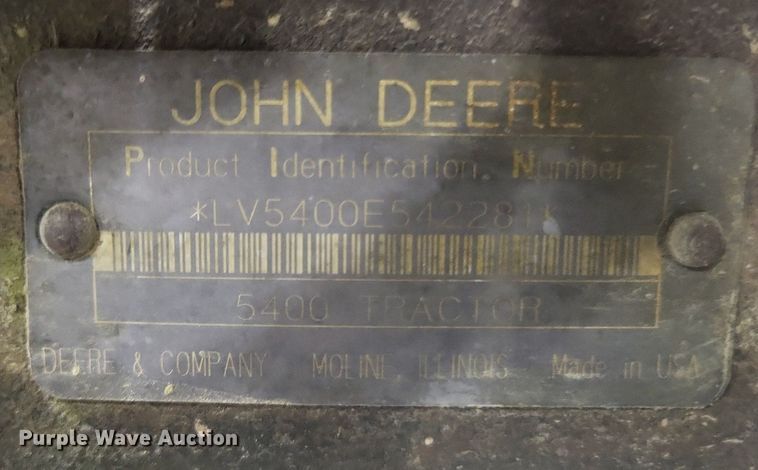 JOHN DEERE
Product Identification Number
*LV5400E542281*
5400 TRACTOR
DEERE & COMPANY MOLINE, ILLINOIS Made in USA
Purple Wave Auction